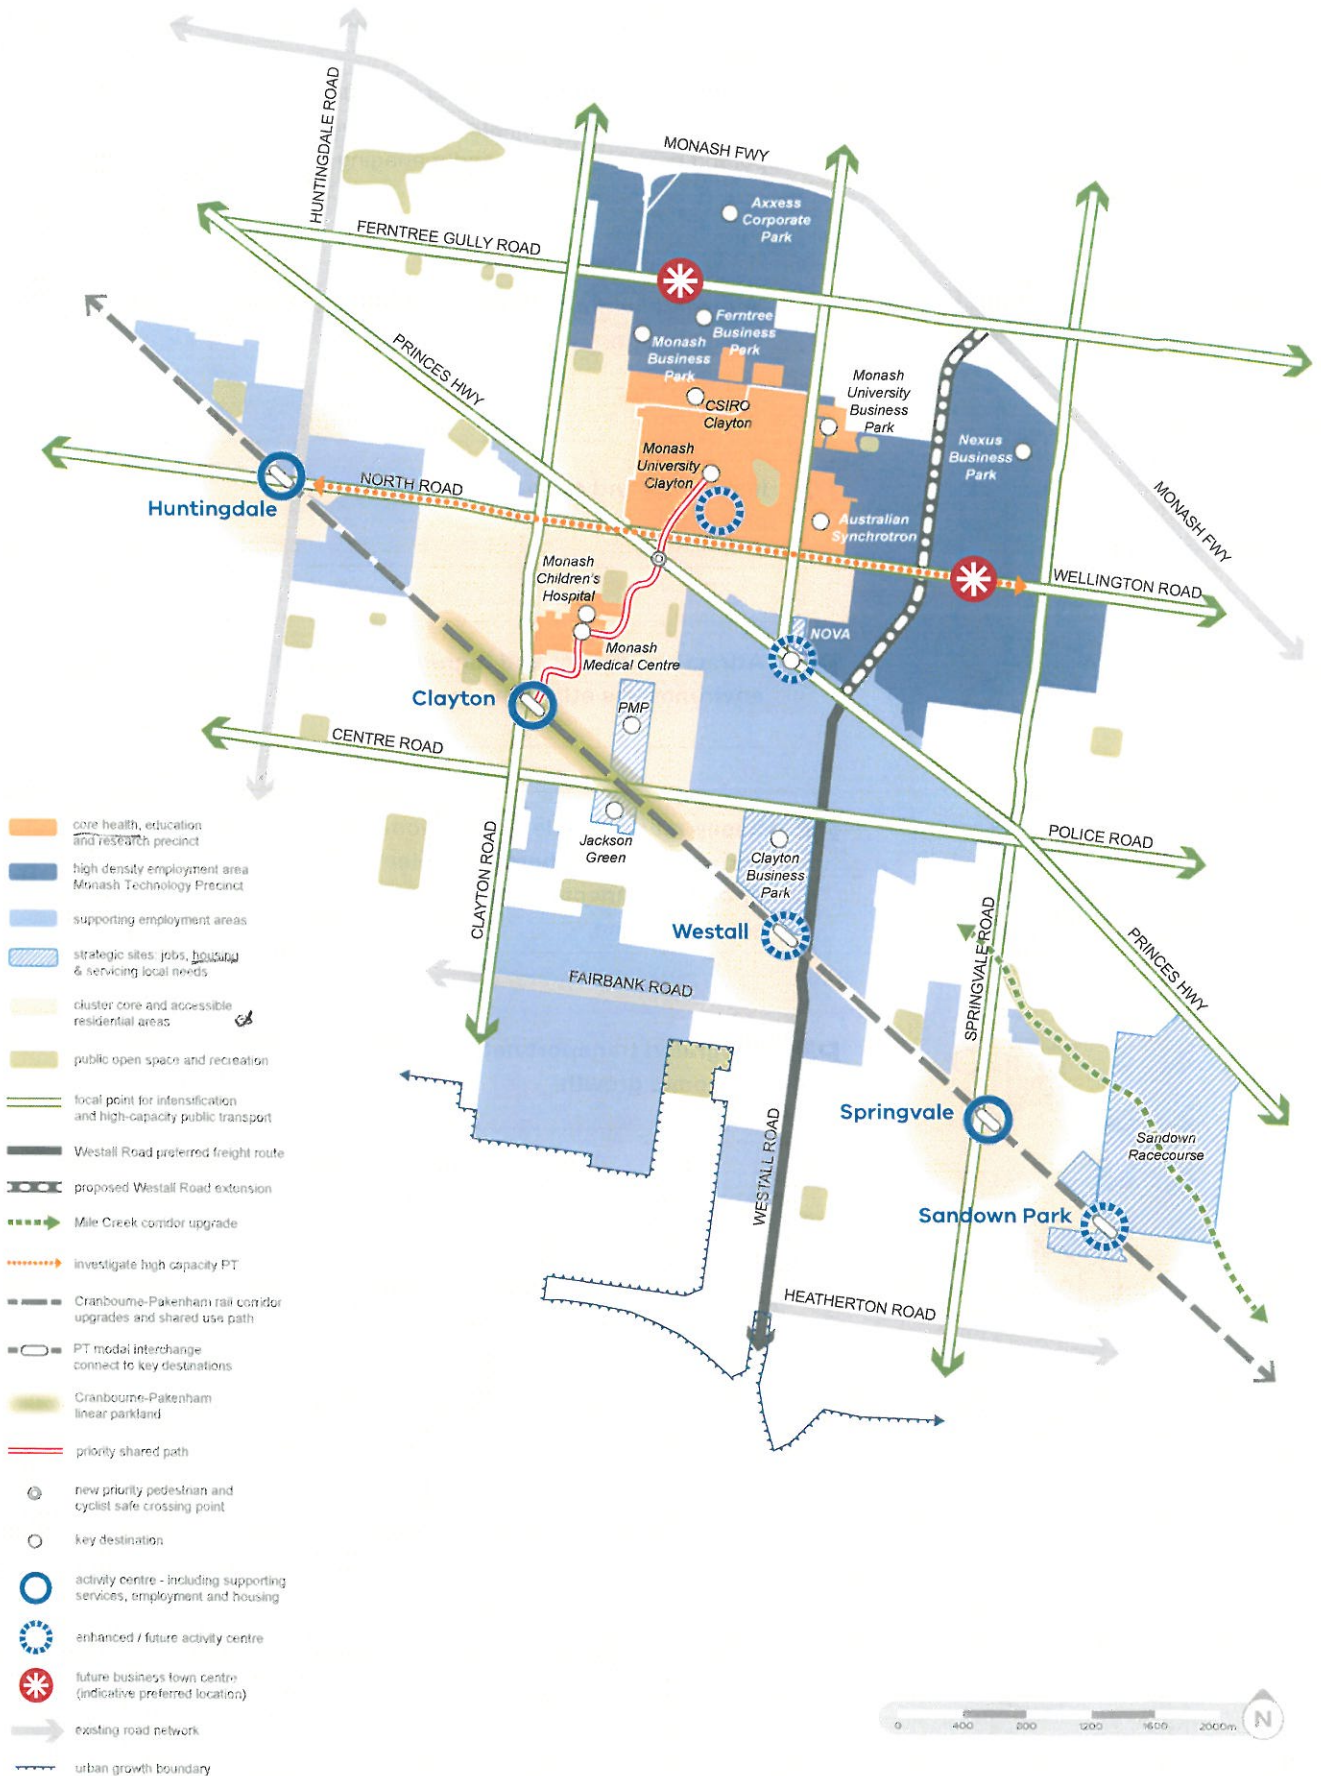 HUNTINGDALE ROAD
MONASH FWY
Axxess
Corporate
Park
FERNTREE GULLY ROAD
PRINCES HWY
Ferntree
Business
Park
Monash
Business
Park
CSIRO
Clayton
Monash
University
Business
Park
Monash
University
Clayton
Nexus
Business
Park
MONASH FWY
NORTH ROAD
Huntingdale
Australian
Synchrotron
Monash
Children's
Hospital
WELLINGTON ROAD
NOVA
Monash
Medical Centre
Clayton
PMP
CENTRE ROAD
Jackson
Green
CLAYTON ROAD
POLICE ROAD
Clayton
Business
Park
Westall
SPRINGVALE ROAD
PRINCES HWY
FAIRBANK ROAD
Springvale
Sandown
Racecourse
WESTALL ROAD
Sandown Park
HEATHERTON ROAD
core health, education
and research precinct
high density employment area
Monash Technology Precinct
supporting employment areas
strategic sites: jobs, housing
& servicing local needs
cluster core and accessible
residential areas
public open space and recreation
focal point for intensification
and high-capacity public transport
Westall Road preferred freight route
proposed Westall Road extension
Mile Creek corridor upgrade
investigate high capacity PT
Cranbourne-Pakenham rail corridor
upgrades and shared use path
PT modal interchange
connect to key destinations
Cranbourne-Pakenham
linear parkland
priority shared path
new priority pedestrian and
cyclist safe crossing point
key destination
activity centre - including supporting
services, employment and housing
enhanced / future activity centre
future business town centre
(indicative preferred location)
existing road network
urban growth boundary
0 400 800 1200 1600 2000m
N